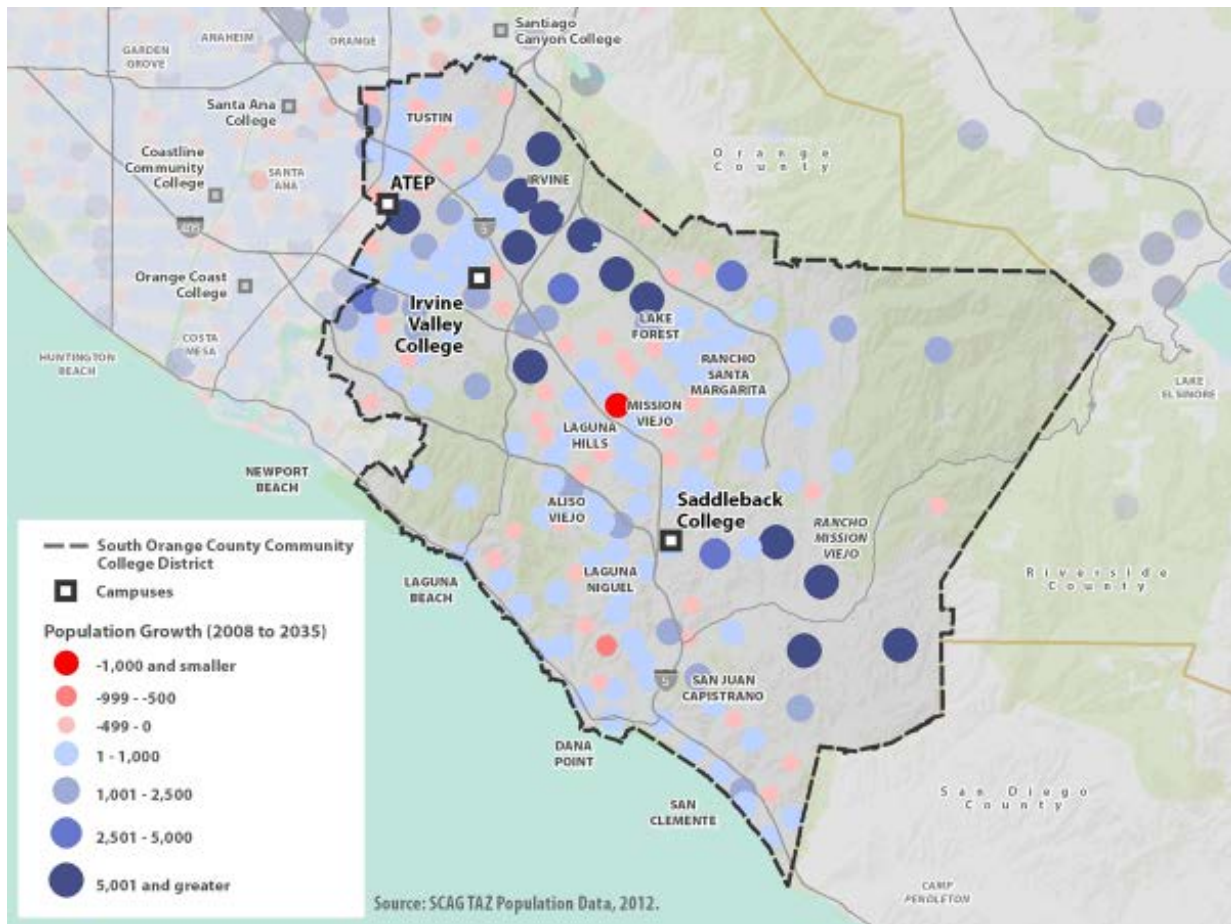 Santiago
Canyon College
ANAHEIM
ORANGE
GARDEN
GROVE
Santa Ana
College
TUSTIN
Coastline
Community
College
SANTA
ANA
Orange
County
ATEP
IRVINE
405
5
Orange Coast
College
Irvine
Valley
College
LAKE
FOREST
COSTA
MESA
HUNTINGTON
BEACH
RANCHO
SANTA
MARGARITA
LAKE
ELSINORE
MISSION
VIEJO
LAGUNA
HILLS
NEWPORT
BEACH
ALISO
VIEJO
Saddleback
College
RANCHO
MISSION
VIEJO
LAGUNA
NIGUEL
LAGUNA
BEACH
Riverside
County
5
SAN JUAN
CAPISTRANO
DANA
POINT
SAN
CLEMENTE
San Diego
County
CAMP
PENDLETON
South Orange County Community
College District
Campuses
Population Growth (2008 to 2035)
-1,000 and smaller
-999 - -500
-499 - 0
1 - 1,000
1,001 - 2,500
2,501 - 5,000
5,001 and greater
Source: SCAG TAZ Population Data, 2012.